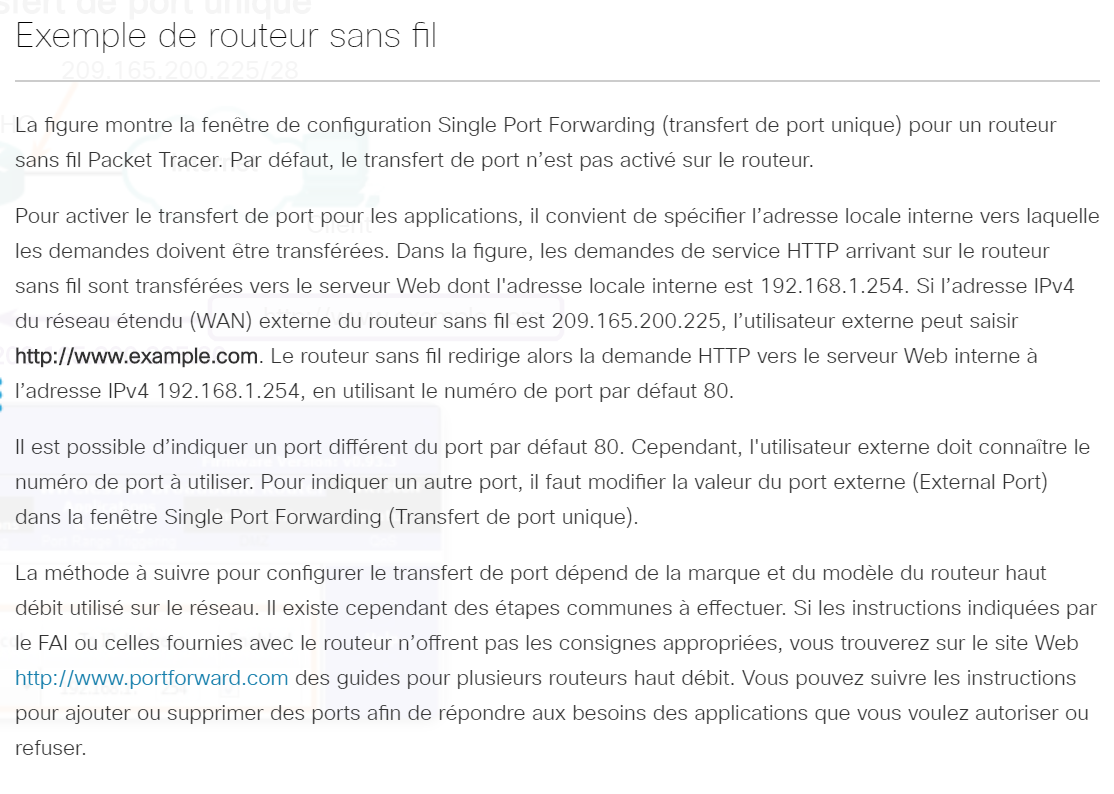 sfert de port unique
Exemple de routeur sans fil
209.165.200.225/28
La figure montre la fenêtre de configuration Single Port Forwarding (transfert de port unique) pour un routeur
sans fil Packet Tracer. Par défaut, le transfert de port n’est pas activé sur le routeur.
Pour activer le transfert de port pour les applications, il convient de spécifier l’adresse locale interne vers laquelle
Client
les demandes doivent être transférées. Dans la figure, les demandes de service HTTP arrivant sur le routeur
sans fil sont transférées vers le serveur Web dont l'adresse locale interne est 192.168.1.254. Si l’adresse IPv4
du réseau étendu (WAN) externe du routeur sans fil est 209.165.200.225, l’utilisateur externe peut saisir
http://www.example.com. Le routeur sans fil redirige alors la demande HTTP vers le serveur Web interne à
l’adresse IPv4 192.168.1.254, en utilisant le numéro de port par défaut 80.
Il est possible d’indiquer un port différent du port par défaut 80. Cependant, l'utilisateur externe doit connaître le
numéro de port à utiliser. Pour indiquer un autre port, il faut modifier la valeur du port externe (External Port)
dans la fenêtre Single Port Forwarding (Transfert de port unique).
La méthode à suivre pour configurer le transfert de port dépend de la marque et du modèle du routeur haut
débit utilisé sur le réseau. Il existe cependant des étapes communes à effectuer. Si les instructions indiquées par
le FAI ou celles fournies avec le routeur n’offrent pas les consignes appropriées, vous trouverez sur le site Web
http://www.portforward.com des guides pour plusieurs routeurs haut débit. Vous pouvez suivre les instructions
pour ajouter ou supprimer des ports afin de répondre aux besoins des applications que vous voulez autoriser ou
refuser.